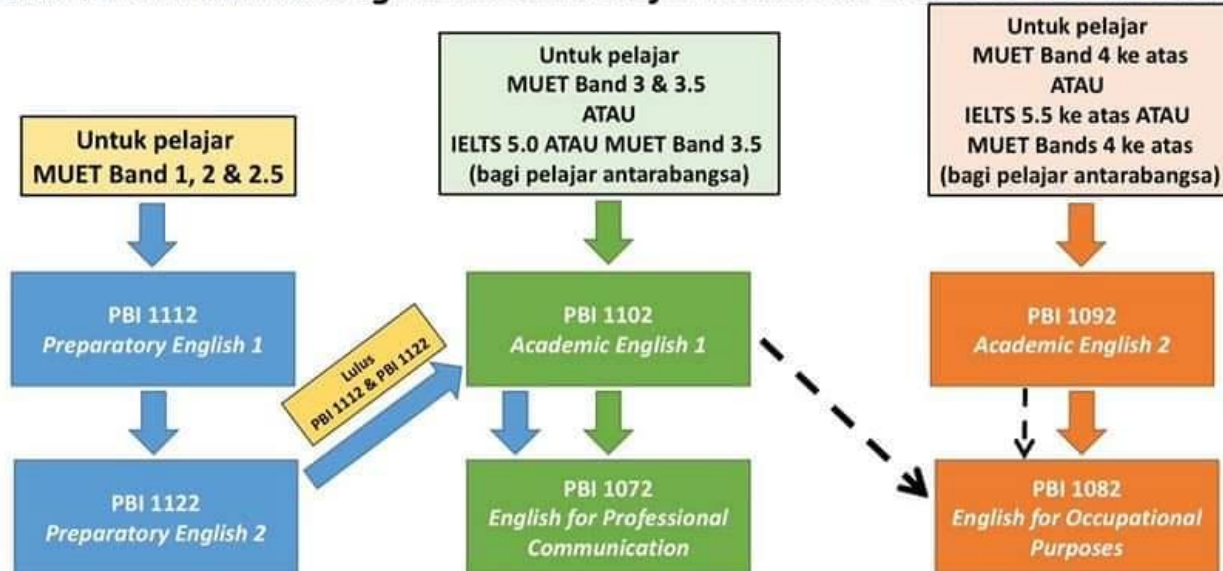 Untuk pelajar
MUET Band 1, 2 & 2.5
Untuk pelajar
MUET Band 3 & 3.5
ATAU
IELTS 5.0 ATAU MUET Band 3.5
(bagi pelajar antarabangsa)
Untuk pelajar
MUET Band 4 ke atas
ATAU
IELTS 5.5 ke atas ATAU
MUET Bands 4 ke atas
(bagi pelajar antarabangsa)
PBI 1112
Preparatory English 1
Lulus
PBI 1112 & PBI 1122
PBI 1102
Academic English 1
PBI 1092
Academic English 2
PBI 1122
Preparatory English 2
PBI 1072
English for Professional
Communication
PBI 1082
English for Occupational
Purposes